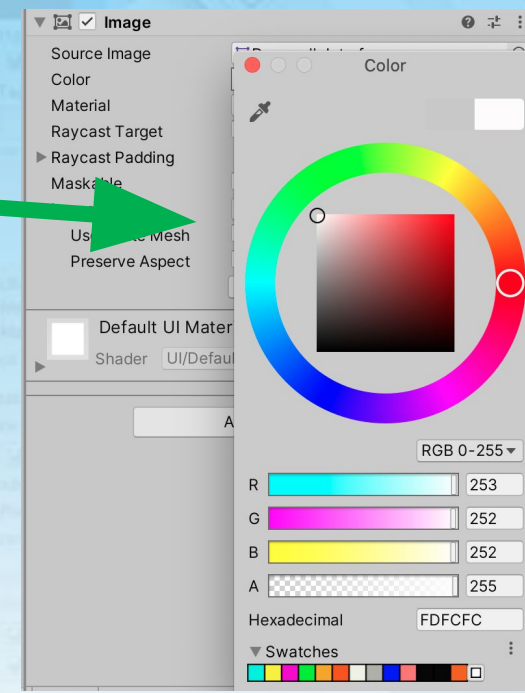 Image
Source Image
Color
Color
Material
Raycast Target
Raycast Padding
Maskable
Mesh
Preserve Aspect
Default UI Mater
Shader UI/Defaul
A
RGB 0-255
R 253
G 252
B 252
A 255
Hexadecimal FDFCFC
Swatches